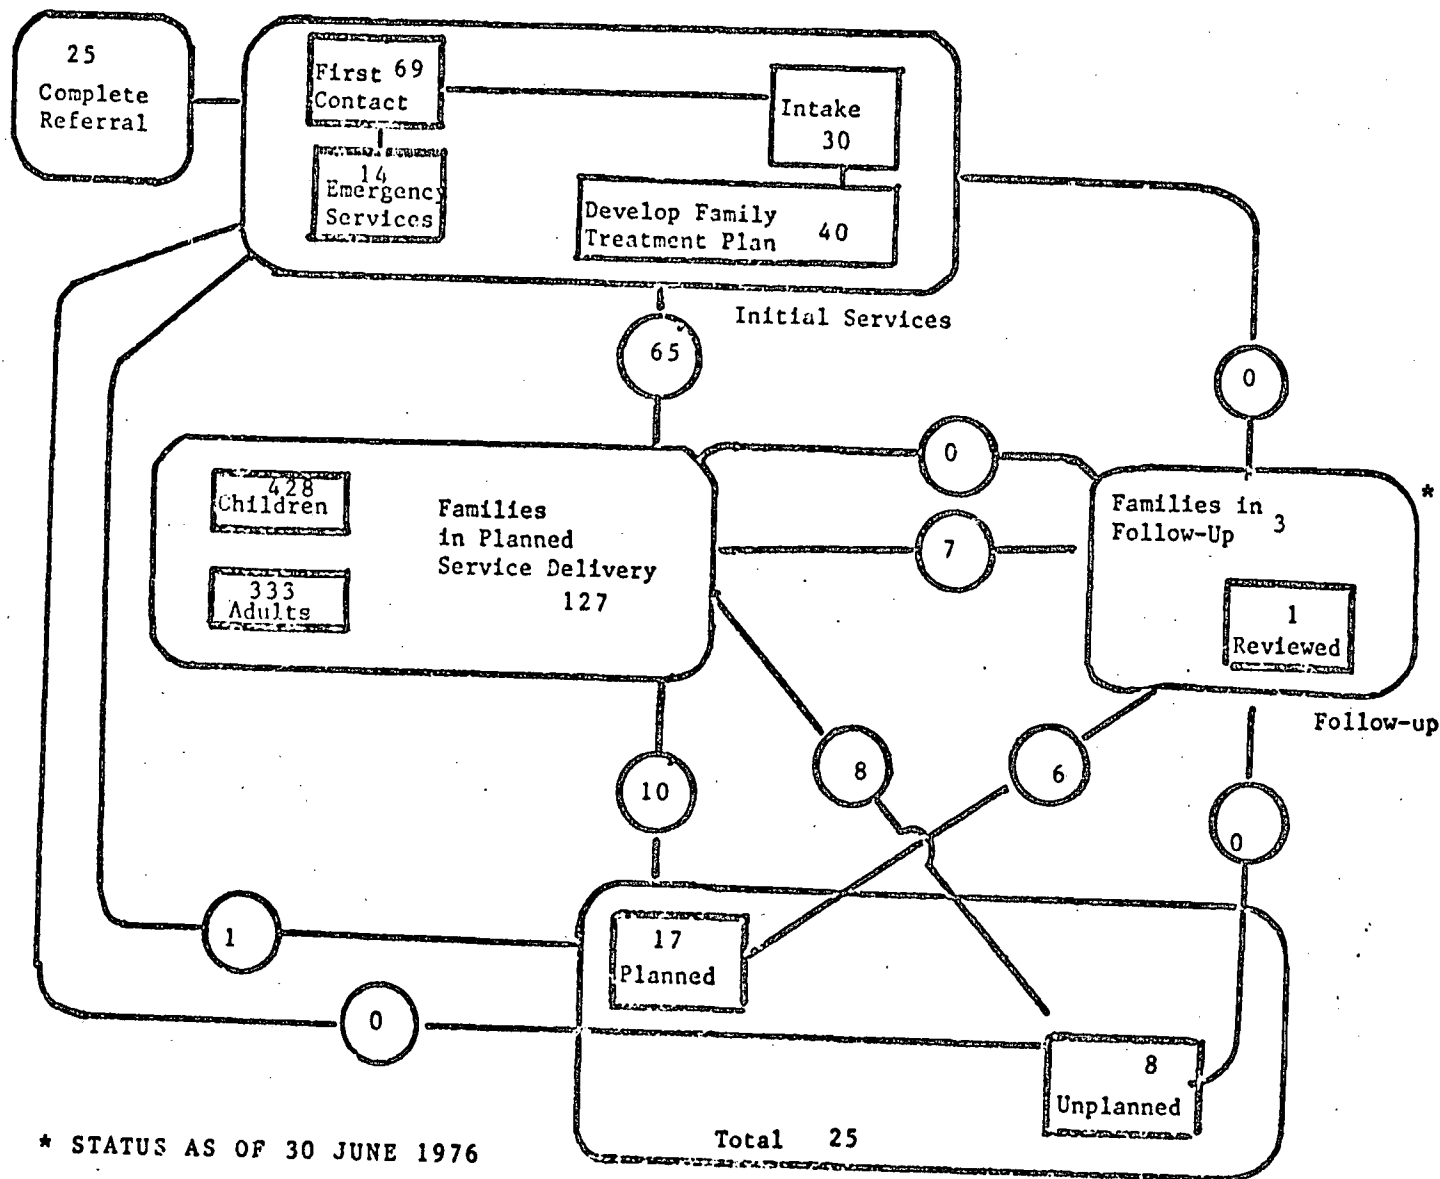 25
Complete
Referral
First 69
Contact
14
Emergency
Services
Intake
30
Develop Family
Treatment Plan 40
Initial Services
65
0
428
Children
333
Adults
Families
in Planned
Service Delivery
127
0
7
Families in 3
Follow-Up
*
1
Reviewed
Follow-up
10
8
6
0
1
0
17
Planned
8
Unplanned
Total 25
* STATUS AS OF 30 JUNE 1976